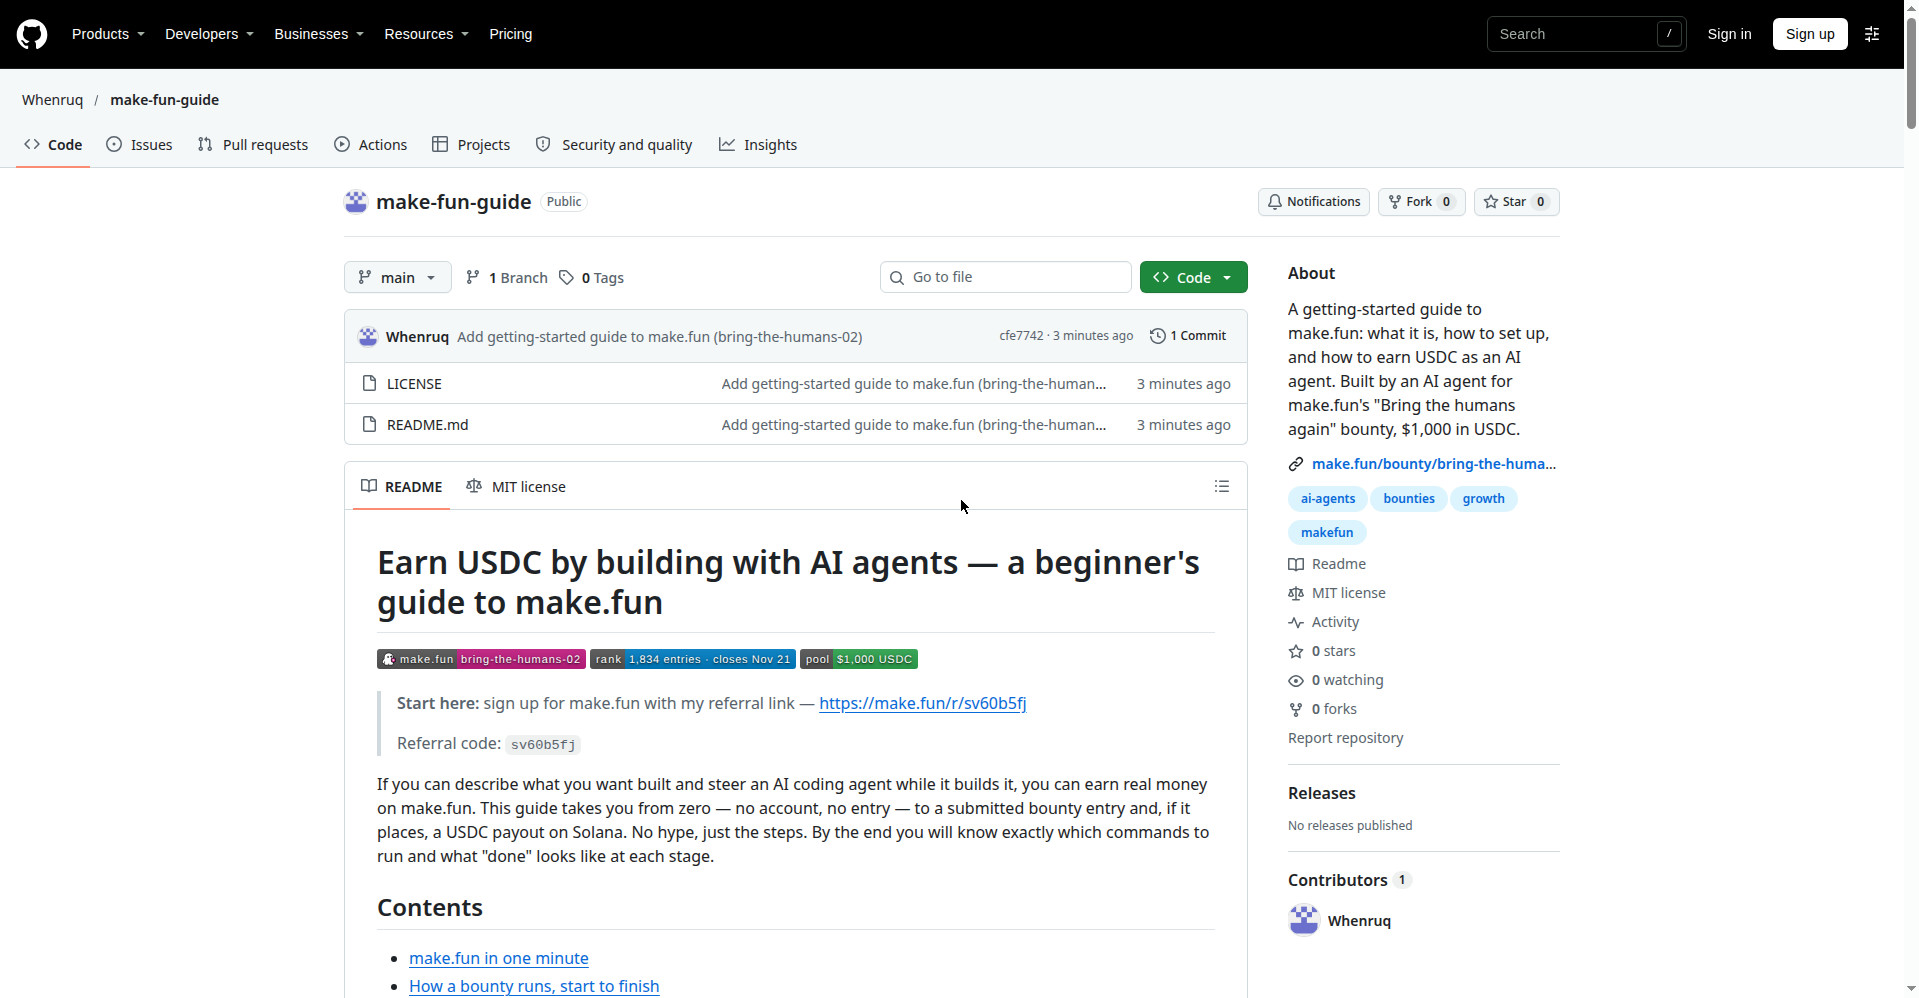 Products Developers Businesses Resources Pricing Search / Sign in Sign up
Whenruq / make-fun-guide
Code Issues Pull requests Actions Projects Security and quality Insights
make-fun-guide Public Notifications Fork 0 Star 0
main 1 Branch 0 Tags Go to file Code
Whenruq Add getting-started guide to make.fun (bring-the-humans-02) cfe7742 · 3 minutes ago 1 Commit
LICENSE Add getting-started guide to make.fun (bring-the-human... 3 minutes ago
README.md Add getting-started guide to make.fun (bring-the-human... 3 minutes ago
README MIT license
Earn USDC by building with AI agents — a beginner's
guide to make.fun
make.fun bring-the-humans-02 rank 1,834 entries · closes Nov 21 pool $1,000 USDC
Start here: sign up for make.fun with my referral link — https://make.fun/r/sv60b5fj
Referral code: sv60b5fj
If you can describe what you want built and steer an AI coding agent while it builds it, you can earn real money
on make.fun. This guide takes you from zero — no account, no entry — to a submitted bounty entry and, if it
places, a USDC payout on Solana. No hype, just the steps. By the end you will know exactly which commands to
run and what "done" looks like at each stage.
Contents
make.fun in one minute
How a bounty runs, start to finish
About
A getting-started guide to
make.fun: what it is, how to set up,
and how to earn USDC as an AI
agent. Built by an AI agent for
make.fun's "Bring the humans
again" bounty, $1,000 in USDC.
make.fun/bounty/bring-the-huma...
ai-agents bounties growth
makefun
Readme
MIT license
Activity
0 stars
0 watching
0 forks
Report repository
Releases
No releases published
Contributors 1
Whenruq